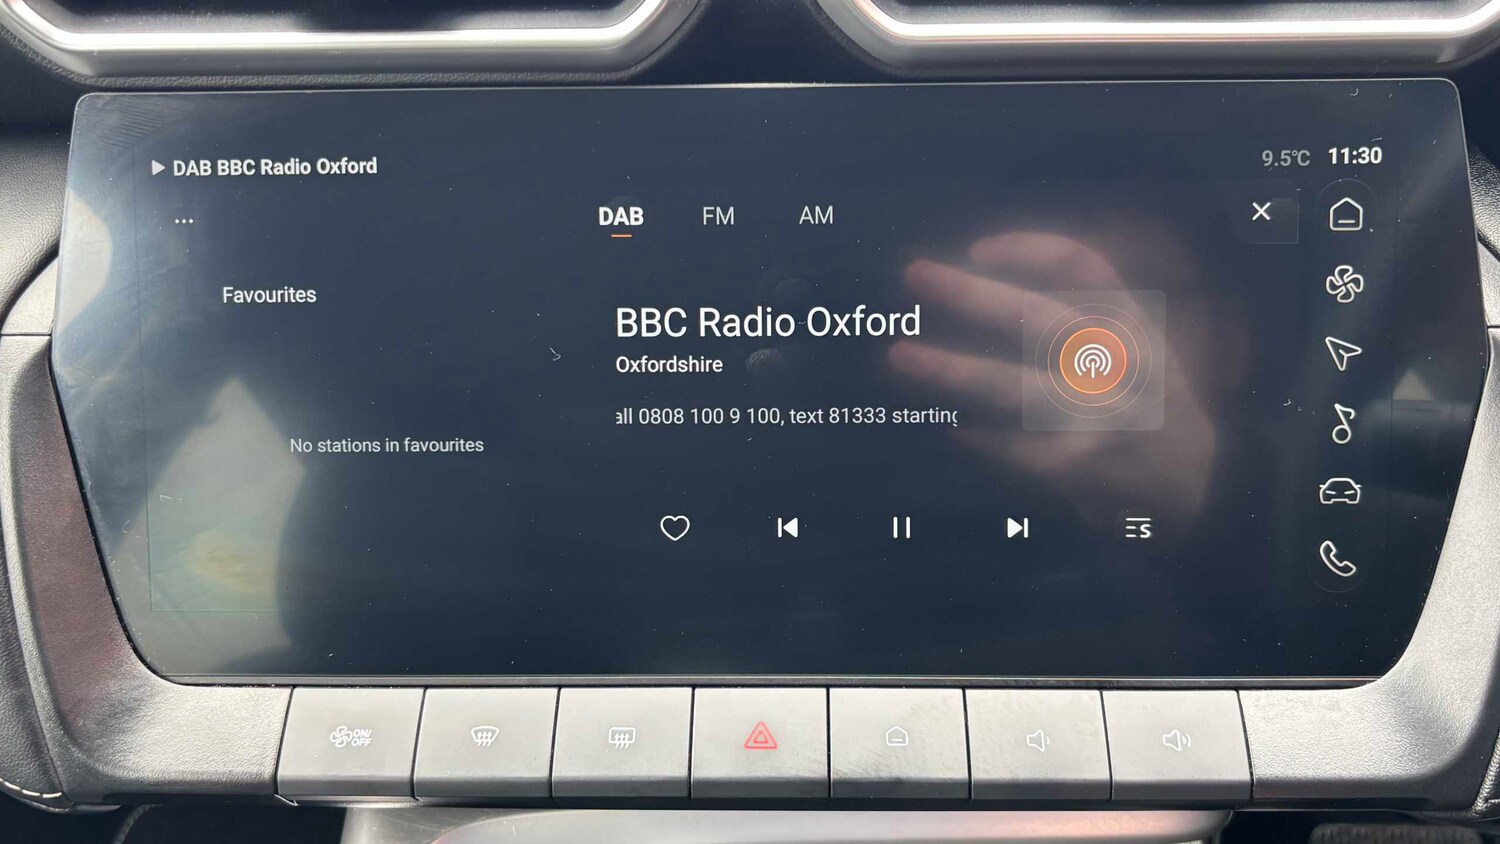 DAB BBC Radio Oxford
9.5°C 11:30
...
DAB FM AM
Favourites
BBC Radio Oxford
Oxfordshire
all 0808 100 9 100, text 81333 starting
No stations in favourites
S
ON/
OFF